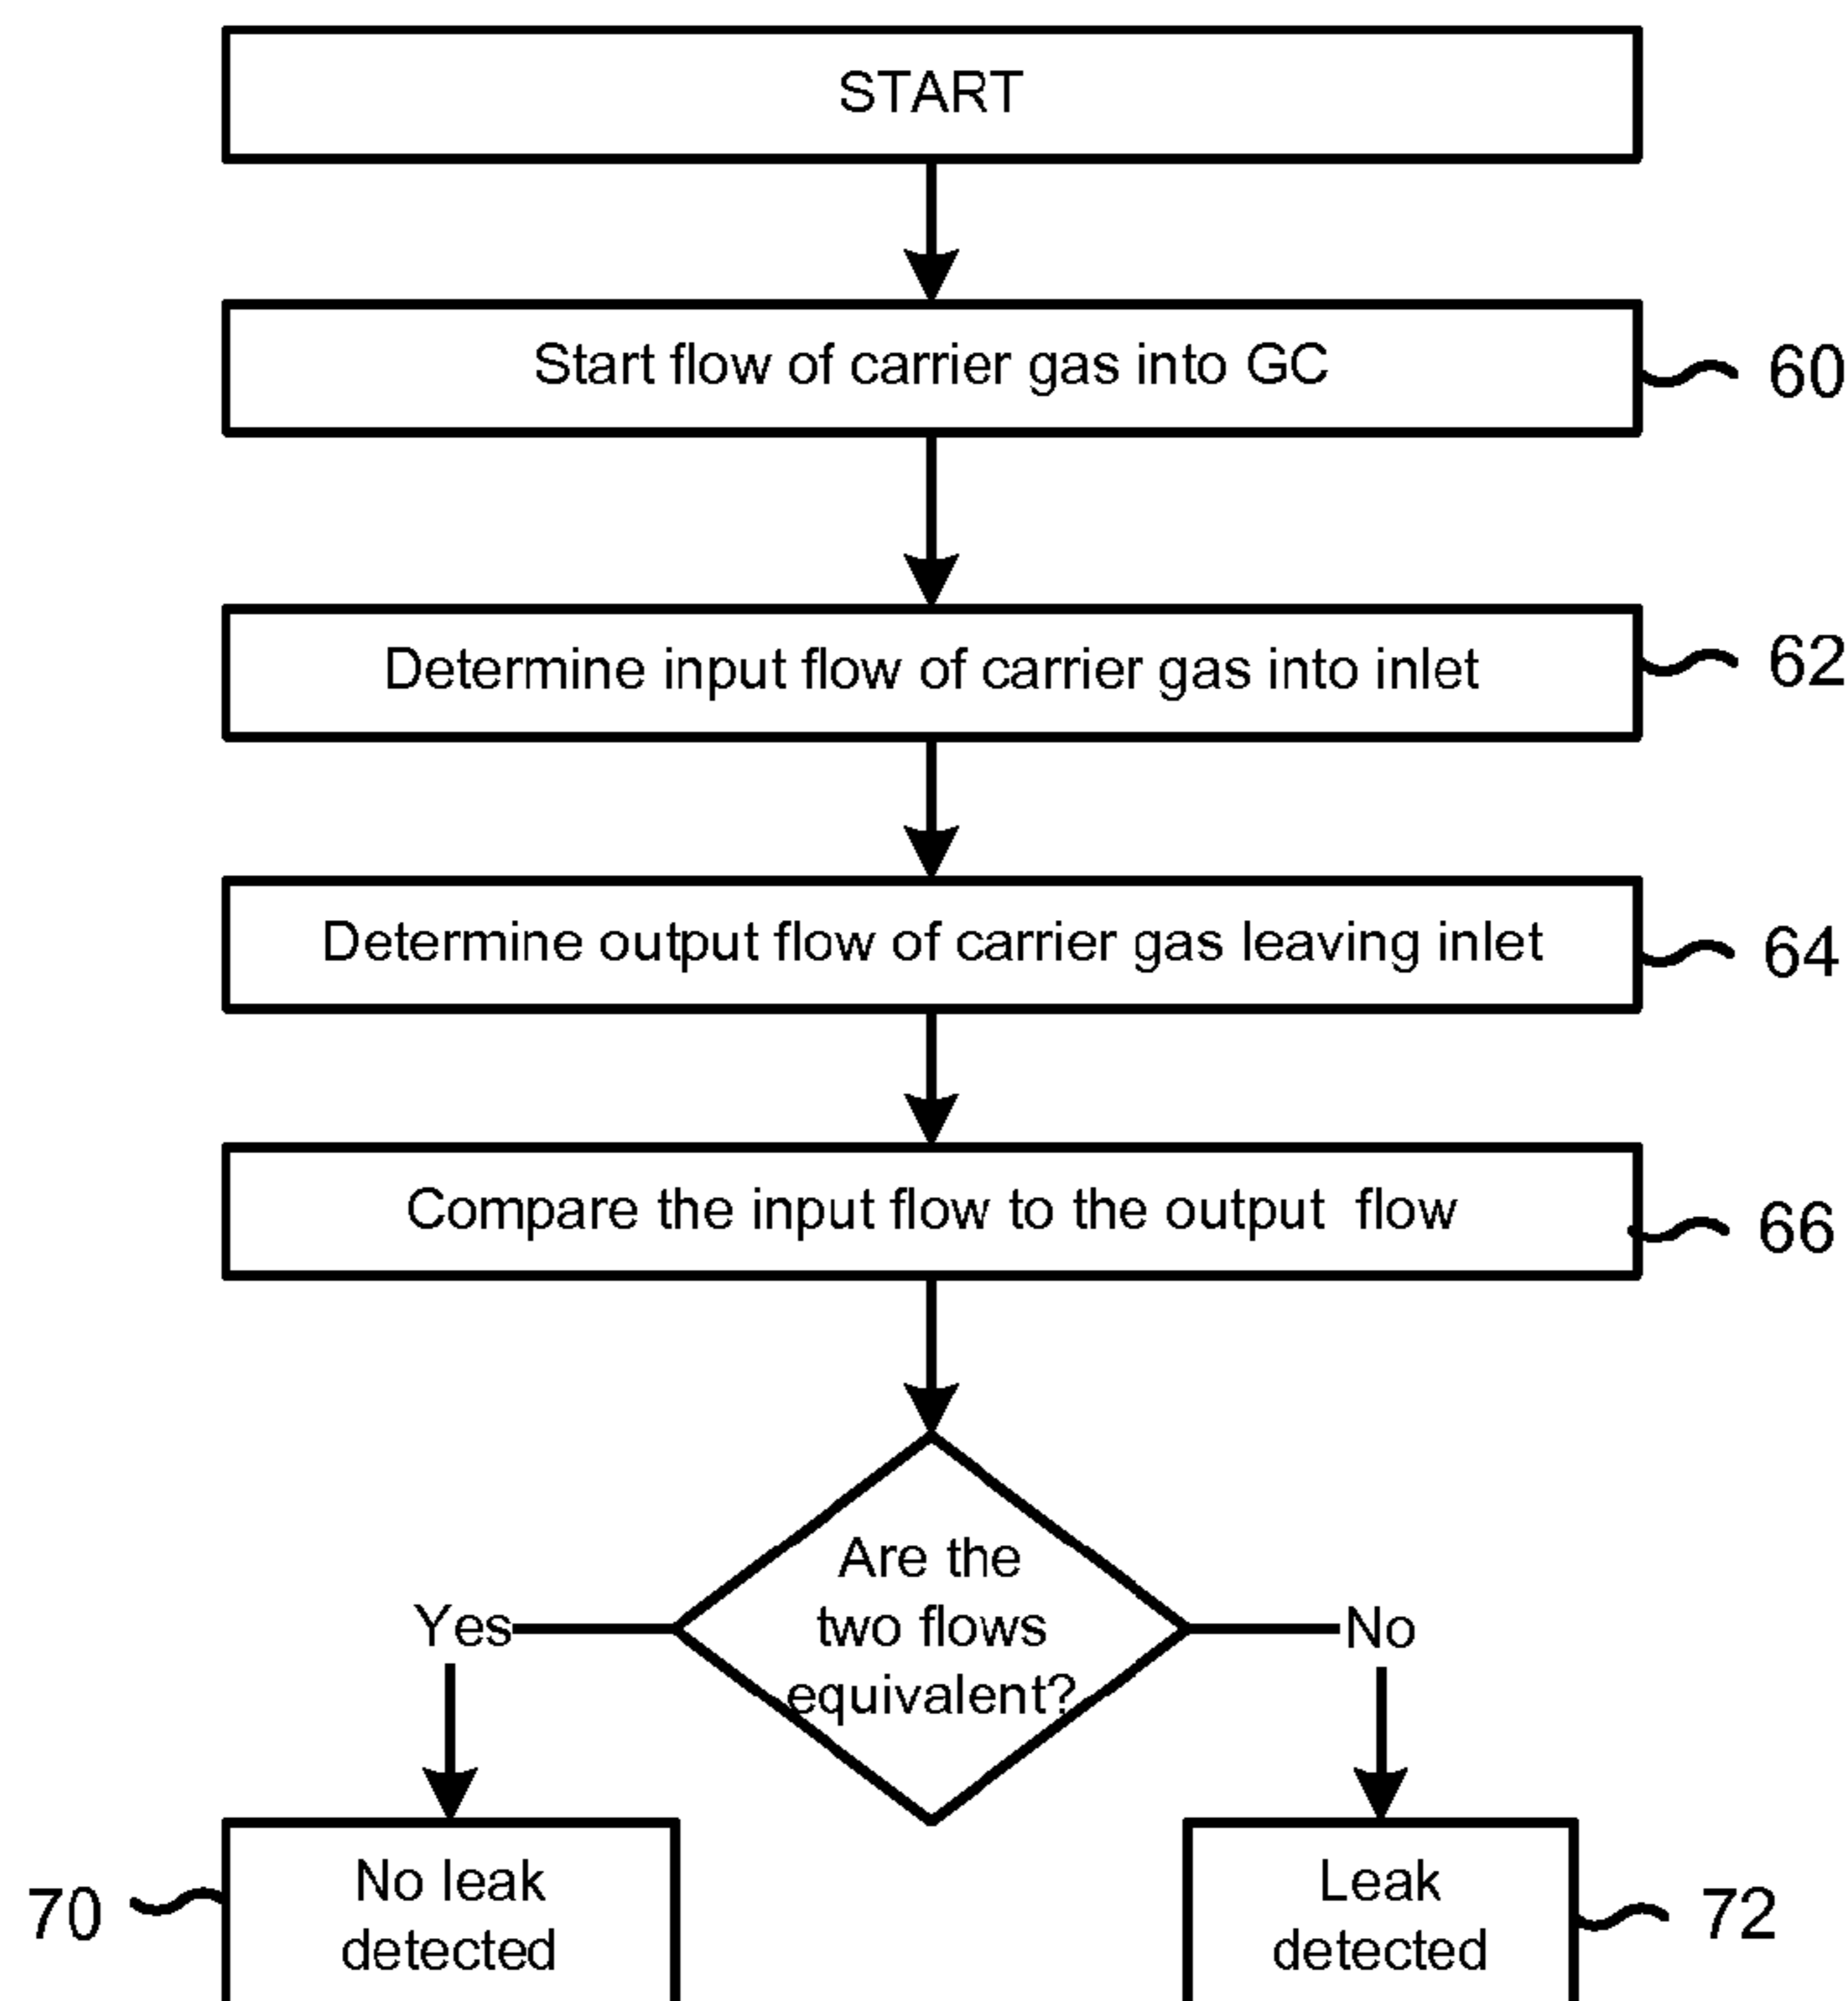 START
Start flow of carrier gas into GC
60
Determine input flow of carrier gas into inlet
62
Determine output flow of carrier gas leaving inlet
64
Compare the input flow to the output flow
66
Are the
two flows
equivalent?
Yes
No
70
No leak
detected
Leak
detected
72